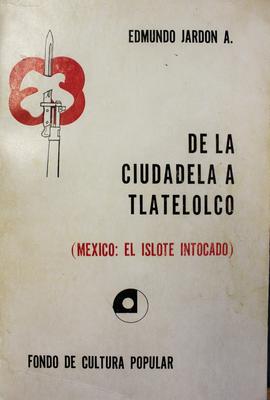 EDMUNDO JARDON A.
DE LA
CIUDADELA A
TLATELOLCO
(MEXICO: EL ISLOTE INTOCADO)
FONDO DE CULTURA POPULAR